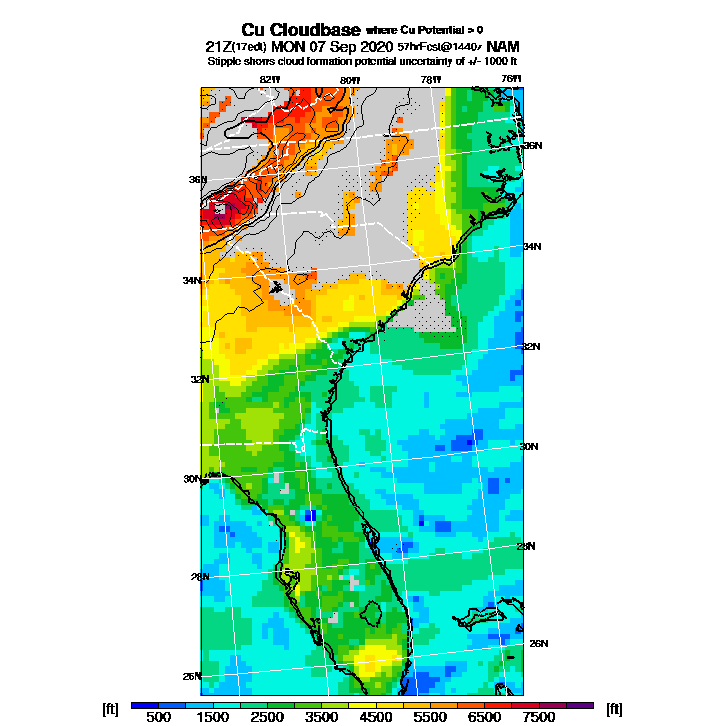 Cu Cloudbase where Cu Potential > 0
21Z(17edt) MON 07 Sep 2020 57hrFcst@1440z NAM
Stipple shows cloud formation potential uncertainty of +/- 1000 ft
82W 80W 78W 76W
36N
36N
34N
34N
32N
32N
30N
30N
28N
28N
26N
26N
[ft] 500 1500 2500 3500 4500 5500 6500 7500 [ft]